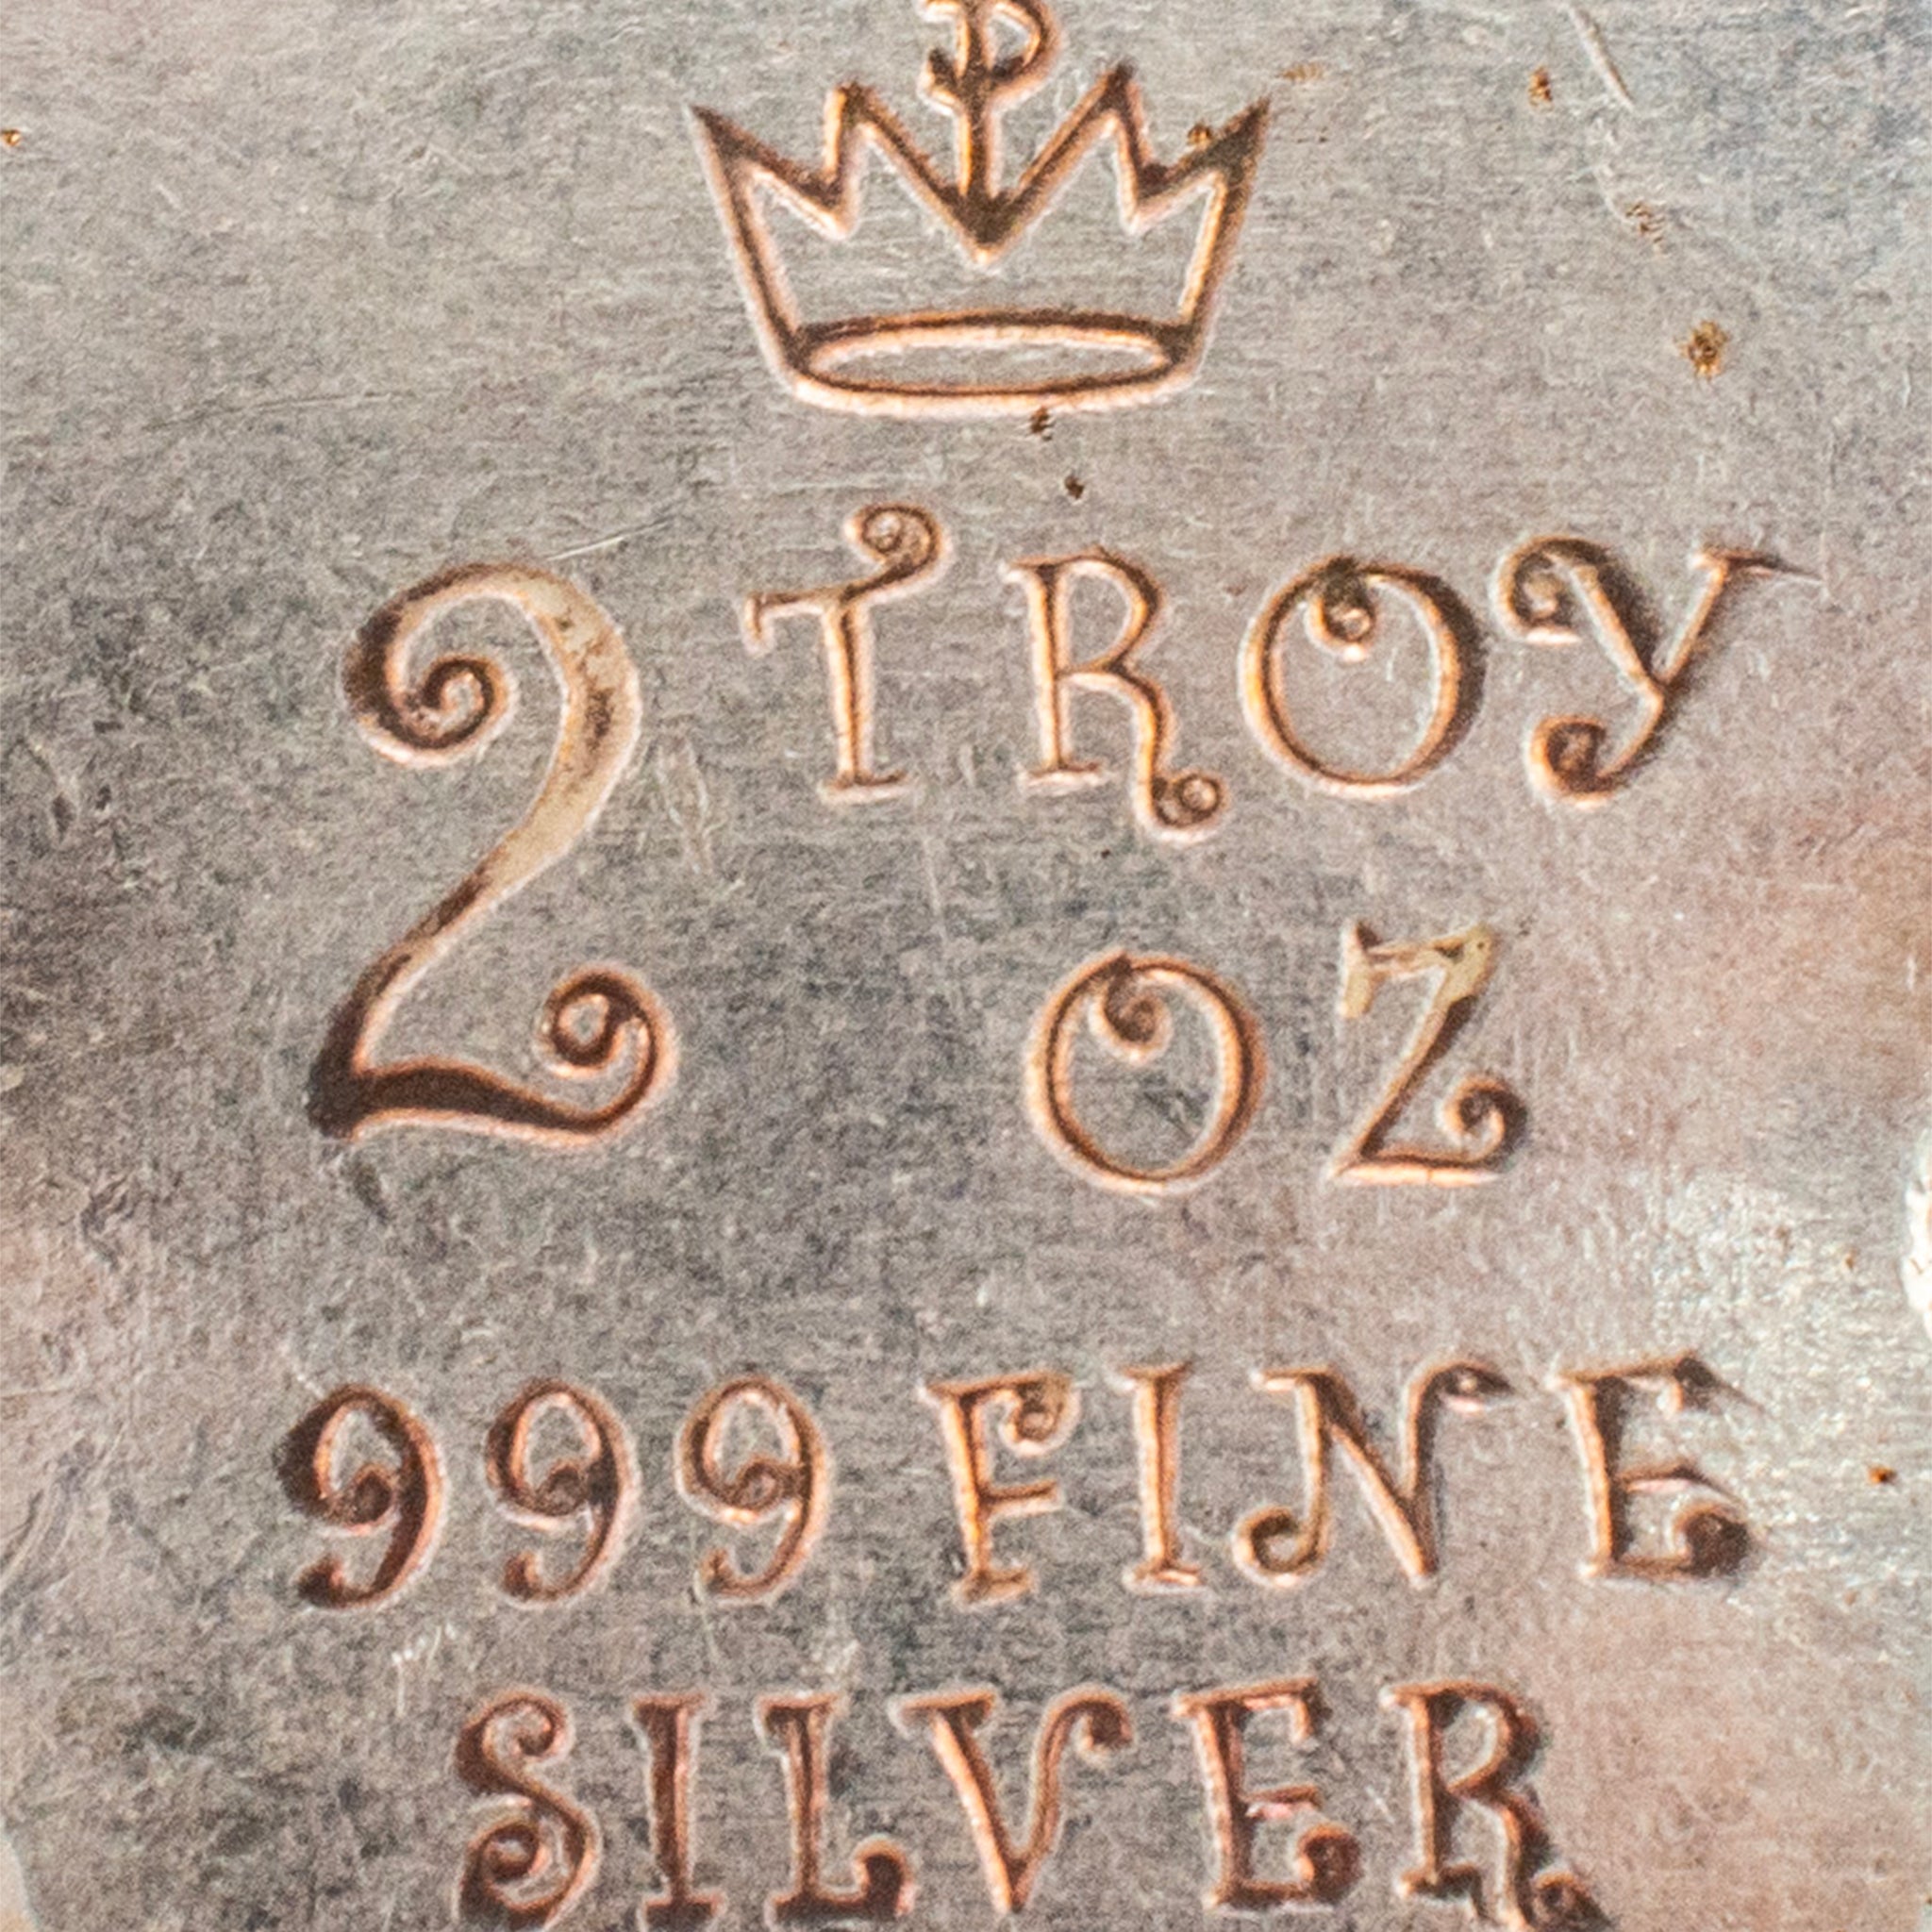 P
2 TROY
OZ
999 FINE
SILVER